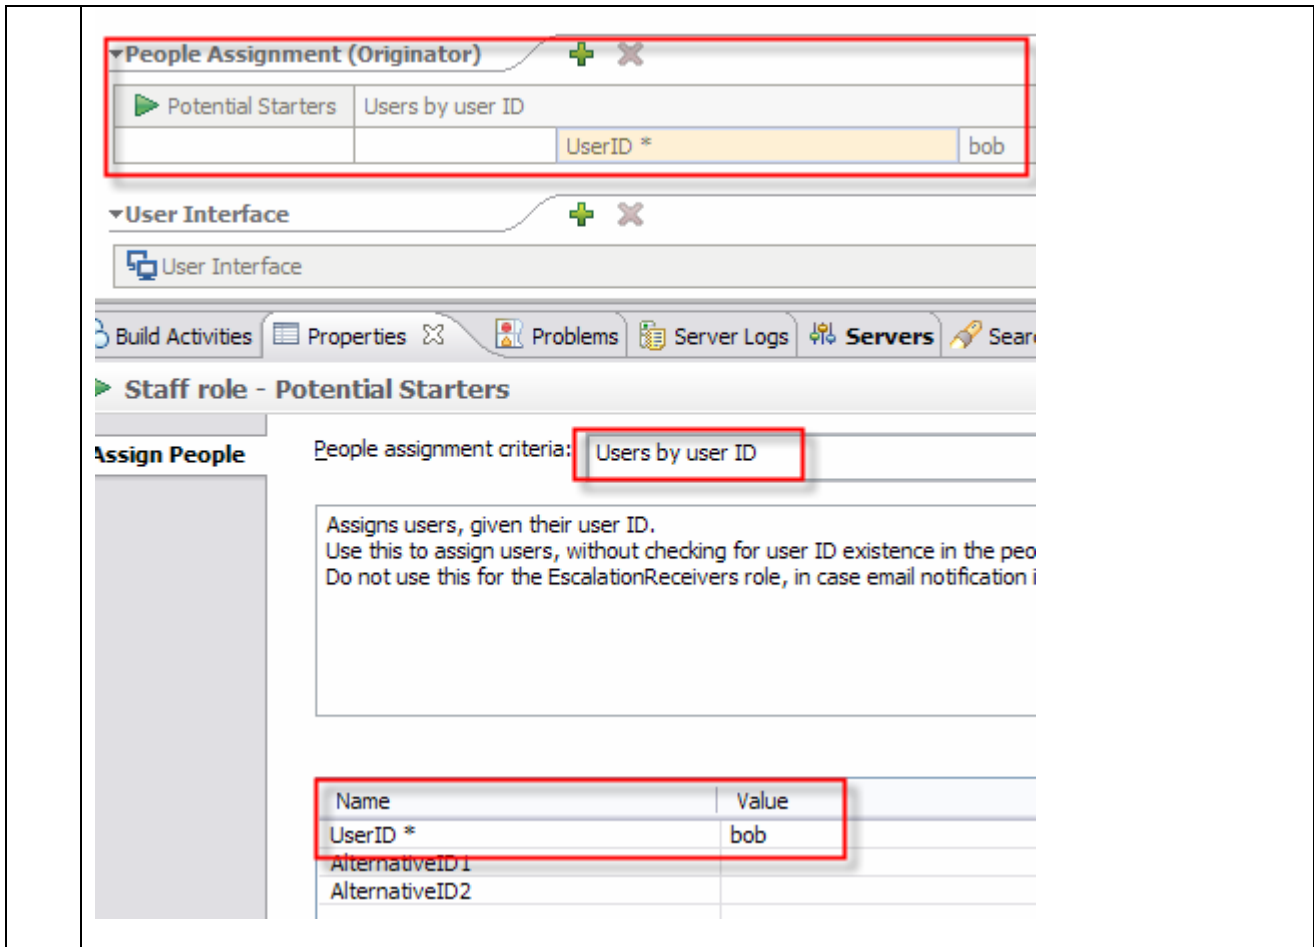 People Assignment (Originator)
Potential Starters Users by user ID
UserID * bob
User Interface
User Interface
Build Activities Properties Problems Server Logs Servers Sear
Staff role - Potential Starters
Assign People People assignment criteria: Users by user ID
Assigns users, given their user ID.
Use this to assign users, without checking for user ID existence in the peo
Do not use this for the EscalationReceivers role, in case email notification i
Name Value
UserID * bob
AlternativeID1
AlternativeID2